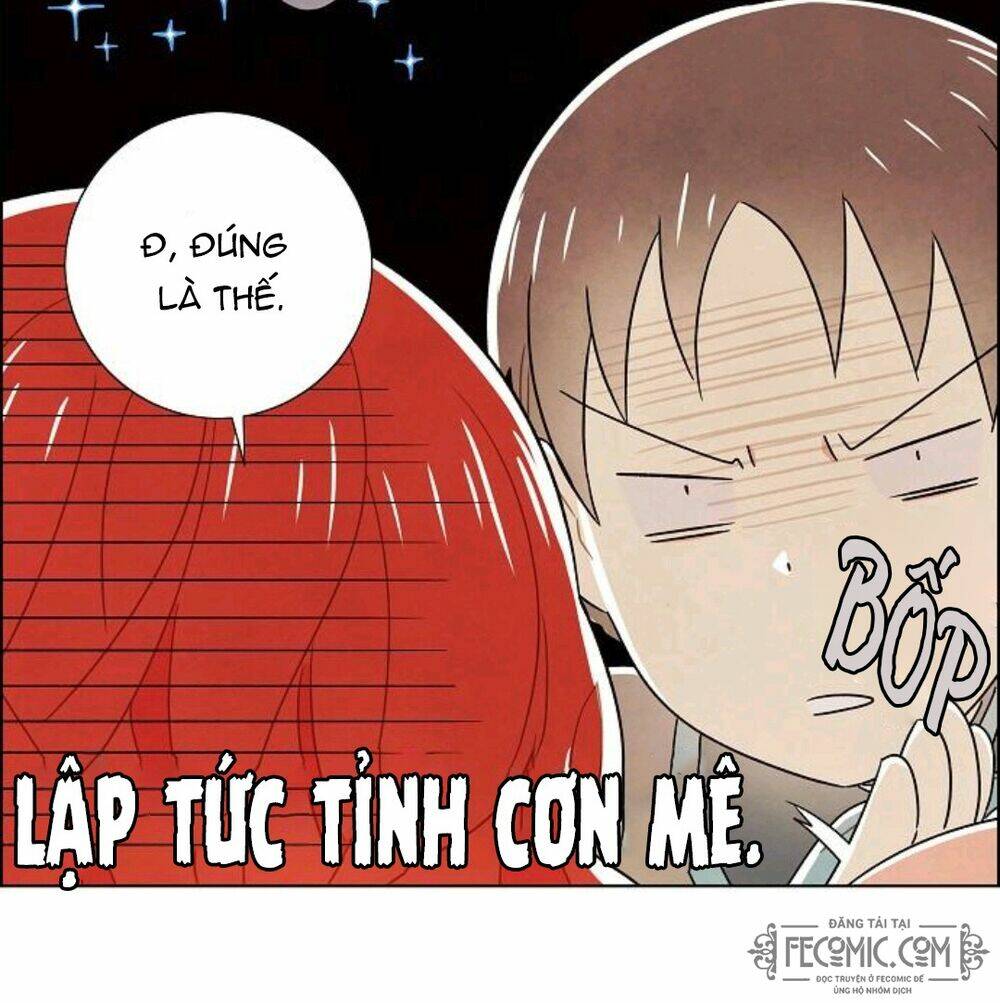 Đ, ĐÚNG
LÀ THẾ.
BỐP
LẬP TỨC TỈNH CƠN MÊ.
ĐĂNG TẢI TẠI
FECOMIC.COM
ĐỌC TRUYỆN Ở FECOMIC ĐỂ
ỦNG HỘ NHÓM DỊCH